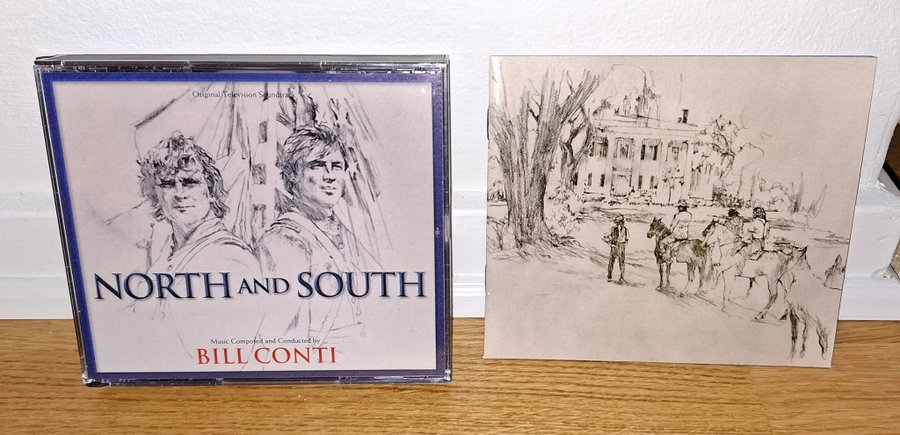 Original Television Soundtrack
NORTH AND SOUTH
Music Composed and Conducted by
BILL CONTI